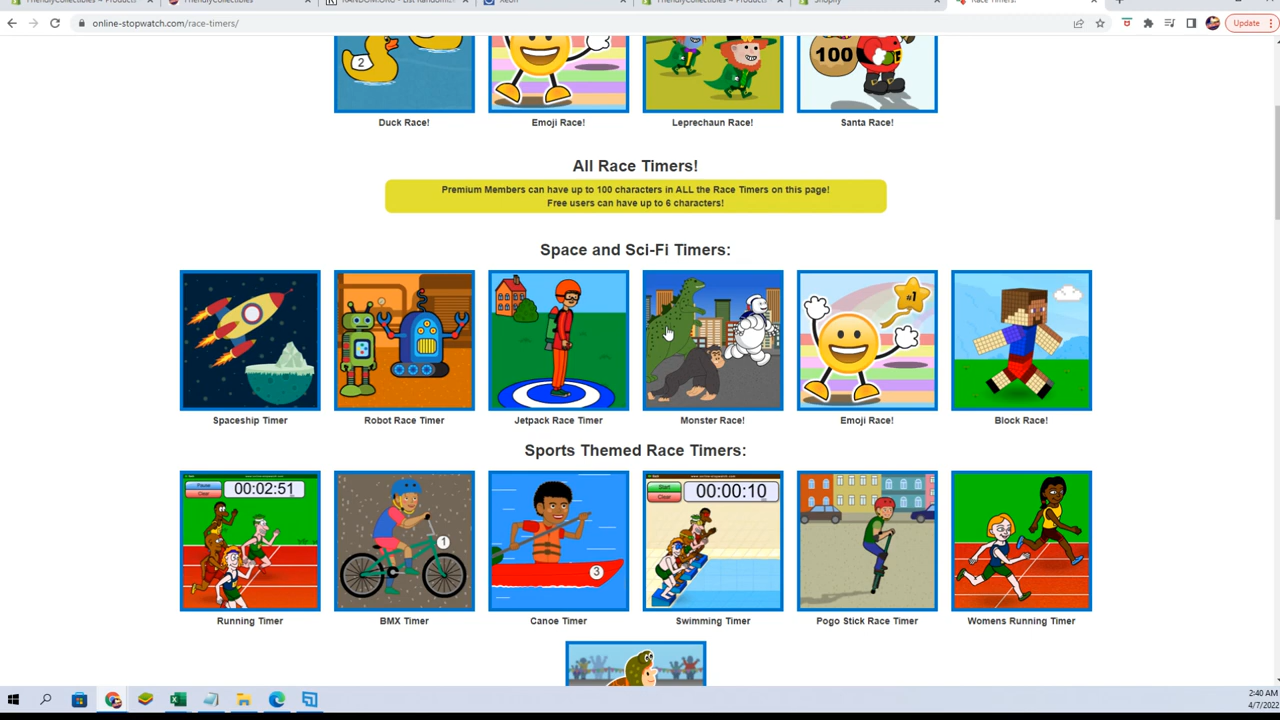 online-stopwatch.com/race-timers/
Update
2
100
Duck Race!
Emoji Race!
Leprechaun Race!
Santa Race!
All Race Timers!
Premium Members can have up to 100 characters in ALL the Race Timers on this page!
Free users can have up to 6 characters!
Space and Sci-Fi Timers:
#1
Spaceship Timer
Robot Race Timer
Jetpack Race Timer
Monster Race!
Emoji Race!
Block Race!
Sports Themed Race Timers:
Pause
Clear
00:02:51
1
3
Start
Clear
00:00:10
Running Timer
BMX Timer
Canoe Timer
Swimming Timer
Pogo Stick Race Timer
Womens Running Timer
2:40 AM
4/7/2022